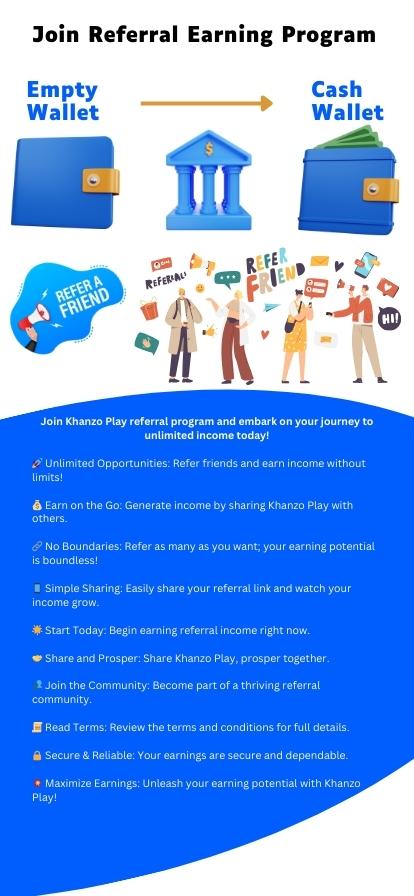 Join Referral Earning Program
Empty
Wallet
Cash
Wallet
$
REFER A
FRIEND
REFERRAL!
REFER
FRIEND
HI!
Join Khanzo Play referral program and embark on your journey to
unlimited income today!
🚀 Unlimited Opportunities: Refer friends and earn income without
limits!
💰 Earn on the Go: Generate income by sharing Khanzo Play with
others.
🔗 No Boundaries: Refer as many as you want; your earning potential
is boundless!
📱 Simple Sharing: Easily share your referral link and watch your
income grow.
🌟 Start Today: Begin earning referral income right now.
🤝 Share and Prosper: Share Khanzo Play, prosper together.
👥 Join the Community: Become part of a thriving referral
community.
📜 Read Terms: Review the terms and conditions for full details.
🔒 Secure & Reliable: Your earnings are secure and dependable.
💥 Maximize Earnings: Unleash your earning potential with Khanzo
Play!